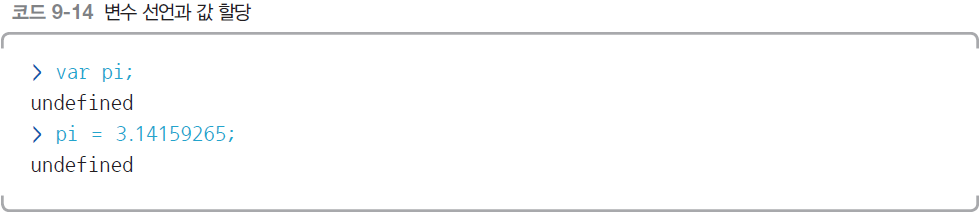 코드 9-14 변수 선언과 값 할당
> var pi;
undefined
> pi = 3.14159265;
undefined